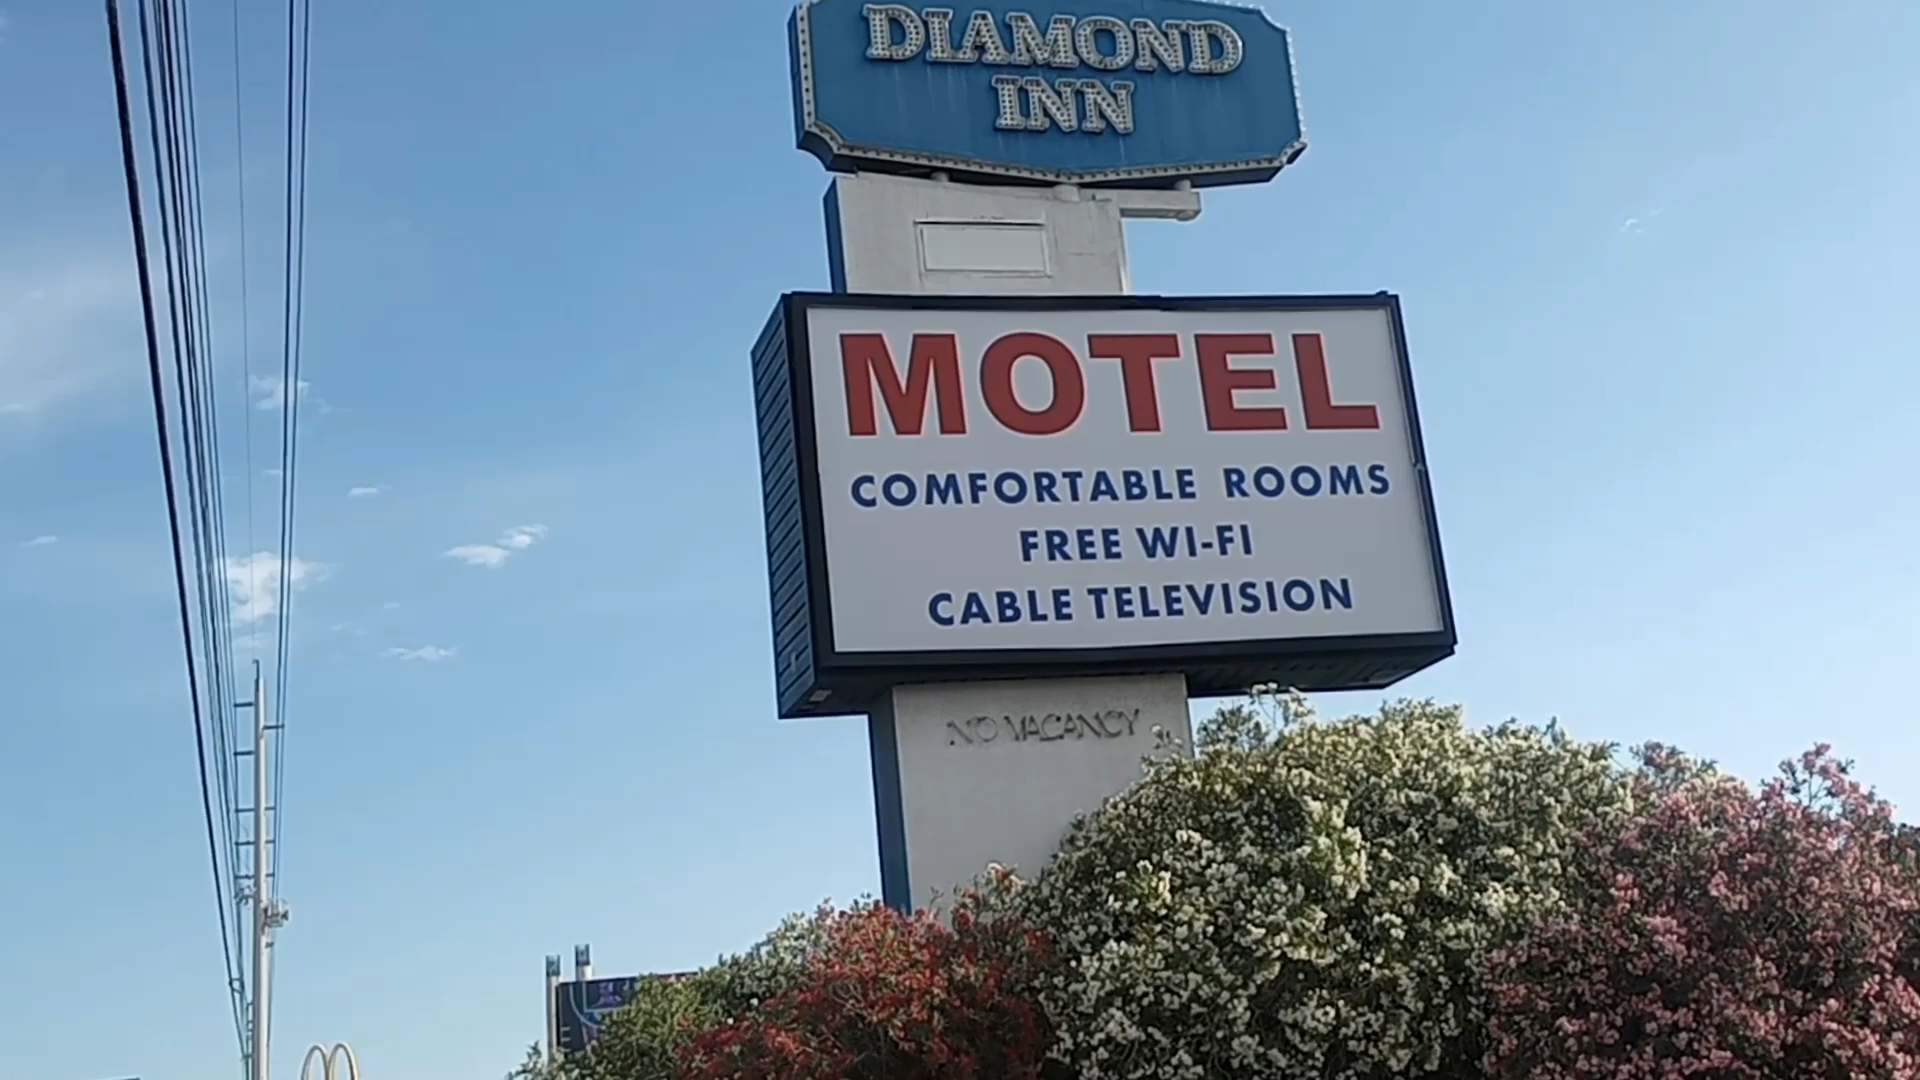 DIAMOND
INN
MOTEL
COMFORTABLE ROOMS
FREE WI-FI
CABLE TELEVISION
NO VACANCY